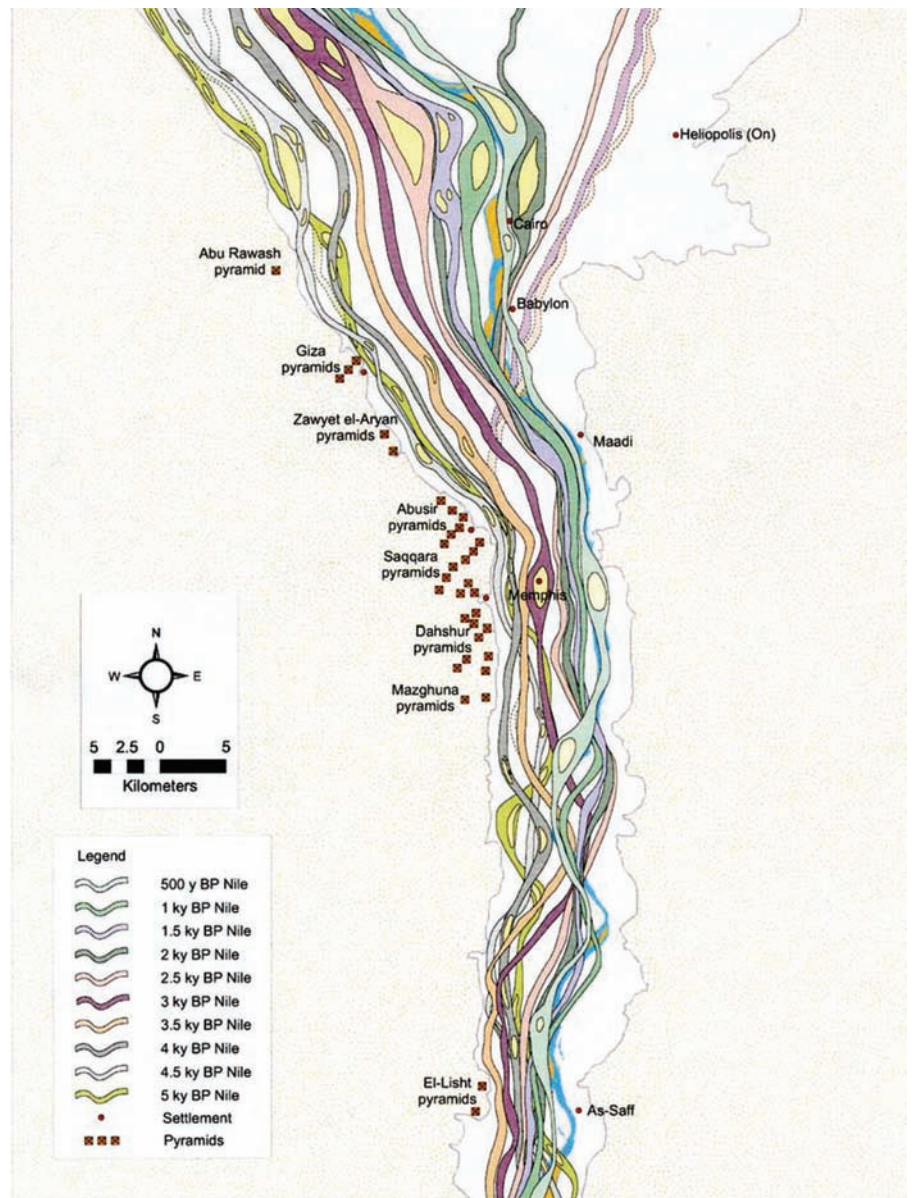 Heliopolis (On)
Cairo
Abu Rawash
pyramid
Babylon
Giza
pyramids
Zawyet el-Aryan
pyramids
Maadi
Abusir
pyramids
Saqqara
pyramids
Memphis
Dahshur
pyramids
Mazghuna
pyramids
N
W
E
S
5 2.5 0 5
Kilometers
Legend
500 y BP Nile
1 ky BP Nile
1.5 ky BP Nile
2 ky BP Nile
2.5 ky BP Nile
3 ky BP Nile
3.5 ky BP Nile
4 ky BP Nile
4.5 ky BP Nile
5 ky BP Nile
Settlement
Pyramids
El-Lisht
pyramids
As-Saff